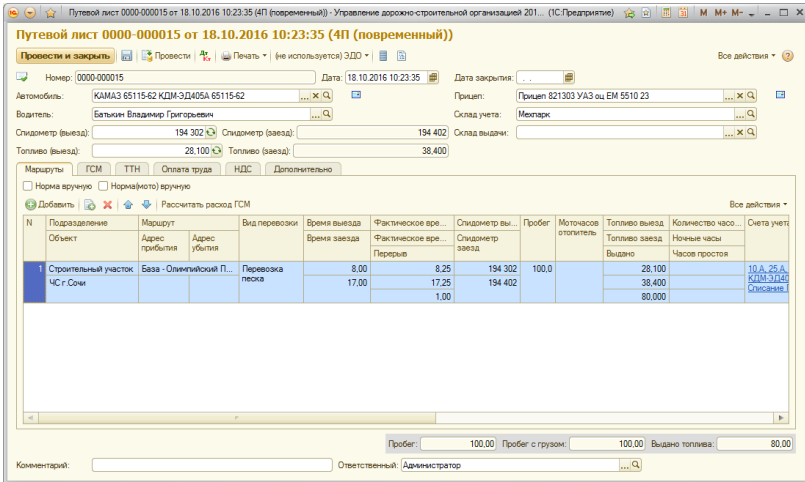 Путевой лист 0000-000015 от 18.10.2016 10:23:35 (4П (повременный)) - Управление дорожно-строительной организацией 201... (1С:Предприятие) M M+ M-
Путевой лист 0000-000015 от 18.10.2016 10:23:35 (4П (повременный))
Провести и закрыть Провести Печать (не используется) ЭДО Все действия
Номер: 0000-000015 Дата: 18.10.2016 10:23:35 Дата закрытия: . .
Автомобиль: КАМАЗ 65115-62 КДМ-ЭД405А 65115-62 Прицеп: Прицеп 821303 УАЗ оц ЕМ 5510 23
Водитель: Батькин Владимир Григорьевич Склад учета: Мехпарк
Спидометр (выезд): 194 302 Спидометр (заезд): 194 402 Склад выдачи:
Топливо (выезд): 28,100 Топливо (заезд): 38,400
Маршруты ГСМ ТТН Оплата труда НДС Дополнительно
Норма вручную Норма(мото) вручную
Добавить Рассчитать расход ГСМ Все действия
N Подразделение Маршрут Вид перевозки Время выезда Фактическое вре... Спидометр вы... Пробег Моточасов отопитель Топливо выезд Количество часо... Счета учета
Объект Адрес прибытия Адрес убытия Время заезда Фактическое вре... Спидометр заезд Топливо заезд Ночные часы
Перерыв Выдано Часов простоя
1 Строительный участок База - Олимпийский П... Перевозка песка 8,00 8,25 194 302 100,0 28,100 10 А, 25 А,
ЧС г.Сочи 17,00 17,25 194 402 38,400 КДМ-ЭД40
1,00 80,000 Списание Г
Пробег: 100,00 Пробег с грузом: 100,00 Выдано топлива: 80,00
Комментарий: Ответственный: Администратор